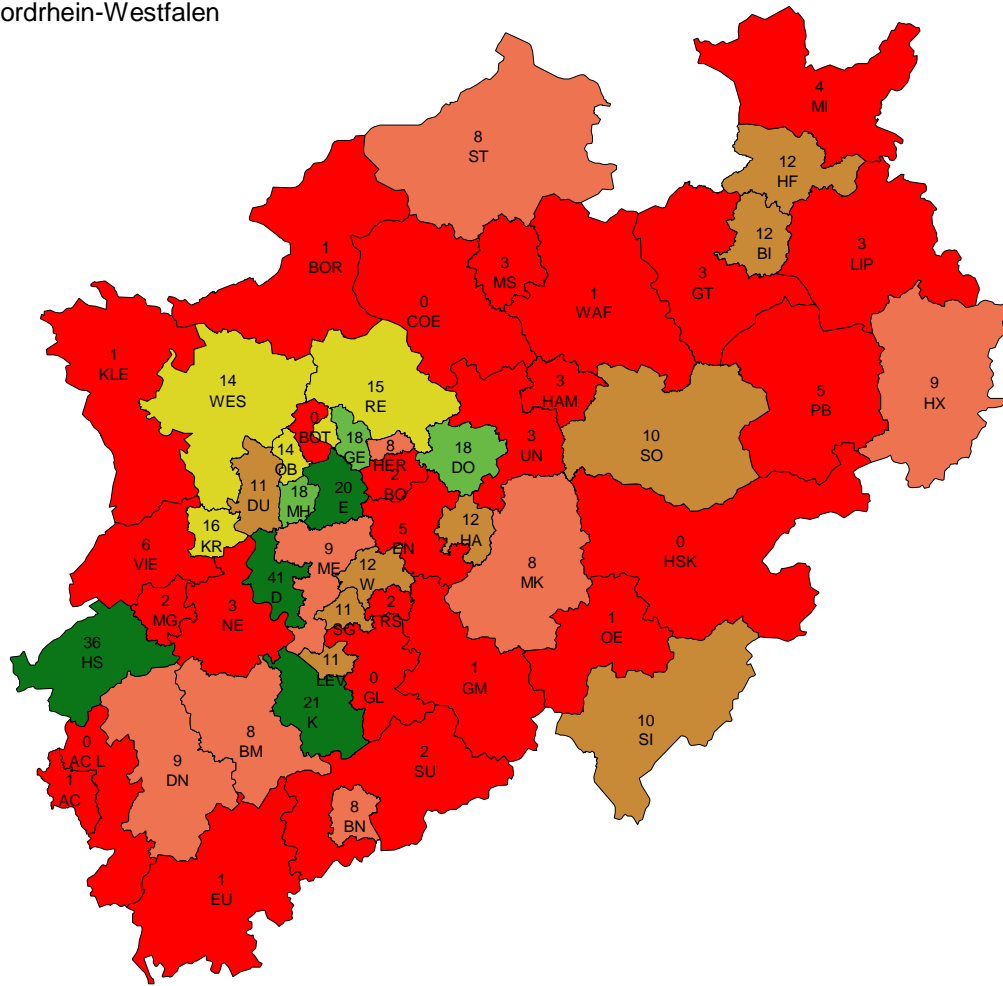 ordrhein-Westfalen
4
MI
8
ST
12
HF
12
BI
3
LIP
1
BOR
3
MS
3
GT
0
COE
1
WAF
1
KLE
14
WES
15
RE
3
HAM
5
PB
9
HX
0
BOT
18
GE
8
HER
18
DO
3
UN
10
SO
14
OB
11
DU
18
MH
20
E
2
BO
16
KR
5
EN
12
HA
0
HSK
6
VIE
9
ME
12
W
8
MK
41
D
2
MG
3
NE
11
SG
2
RS
1
OE
36
HS
11
LEV
0
GL
1
GM
21
K
10
SI
0
AC L
8
BM
2
SU
9
DN
1
AC
8
BN
1
EU